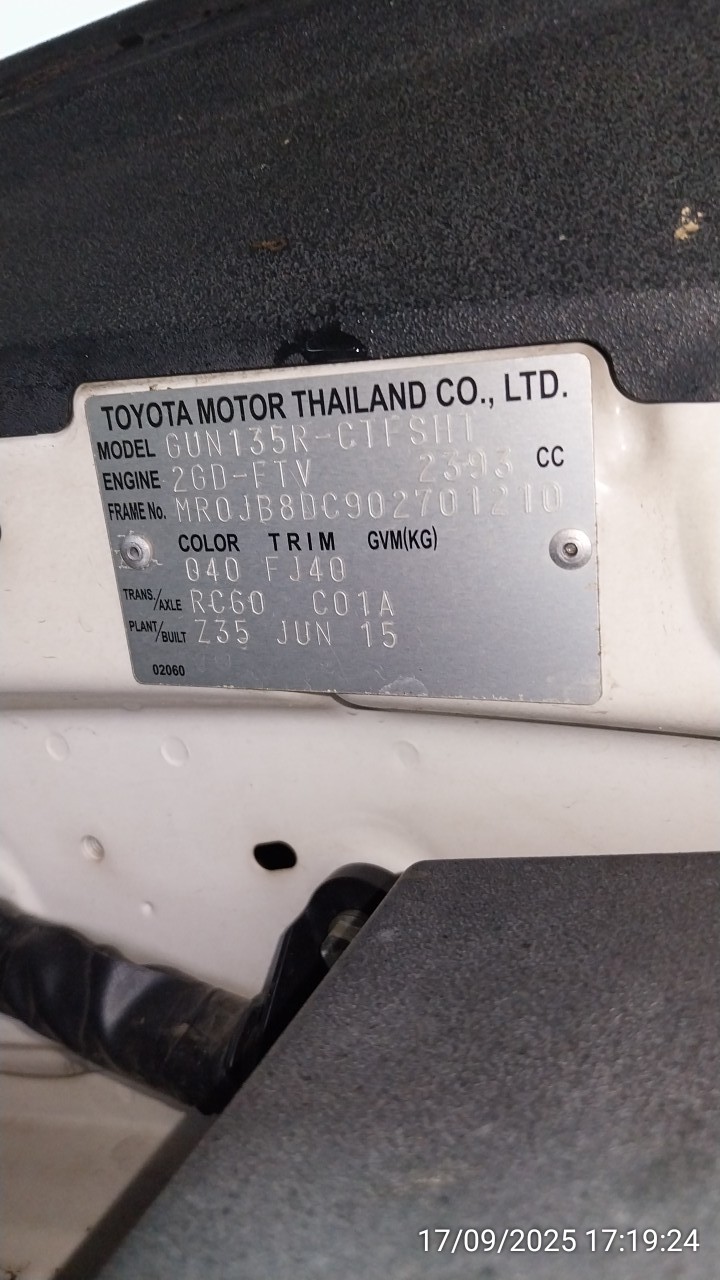 TOYOTA MOTOR THAILAND CO., LTD.
MODEL GUN135R-CTFSHT
ENGINE 2GD-FTV 2393 CC
FRAME No. MR0JB8DC902701210
COLOR TRIM GVM(KG)
040 FJ40
TRANS./AXLE RC60 C01A
PLANT/BUILT Z35 JUN 15
02060
17/09/2025 17:19:24